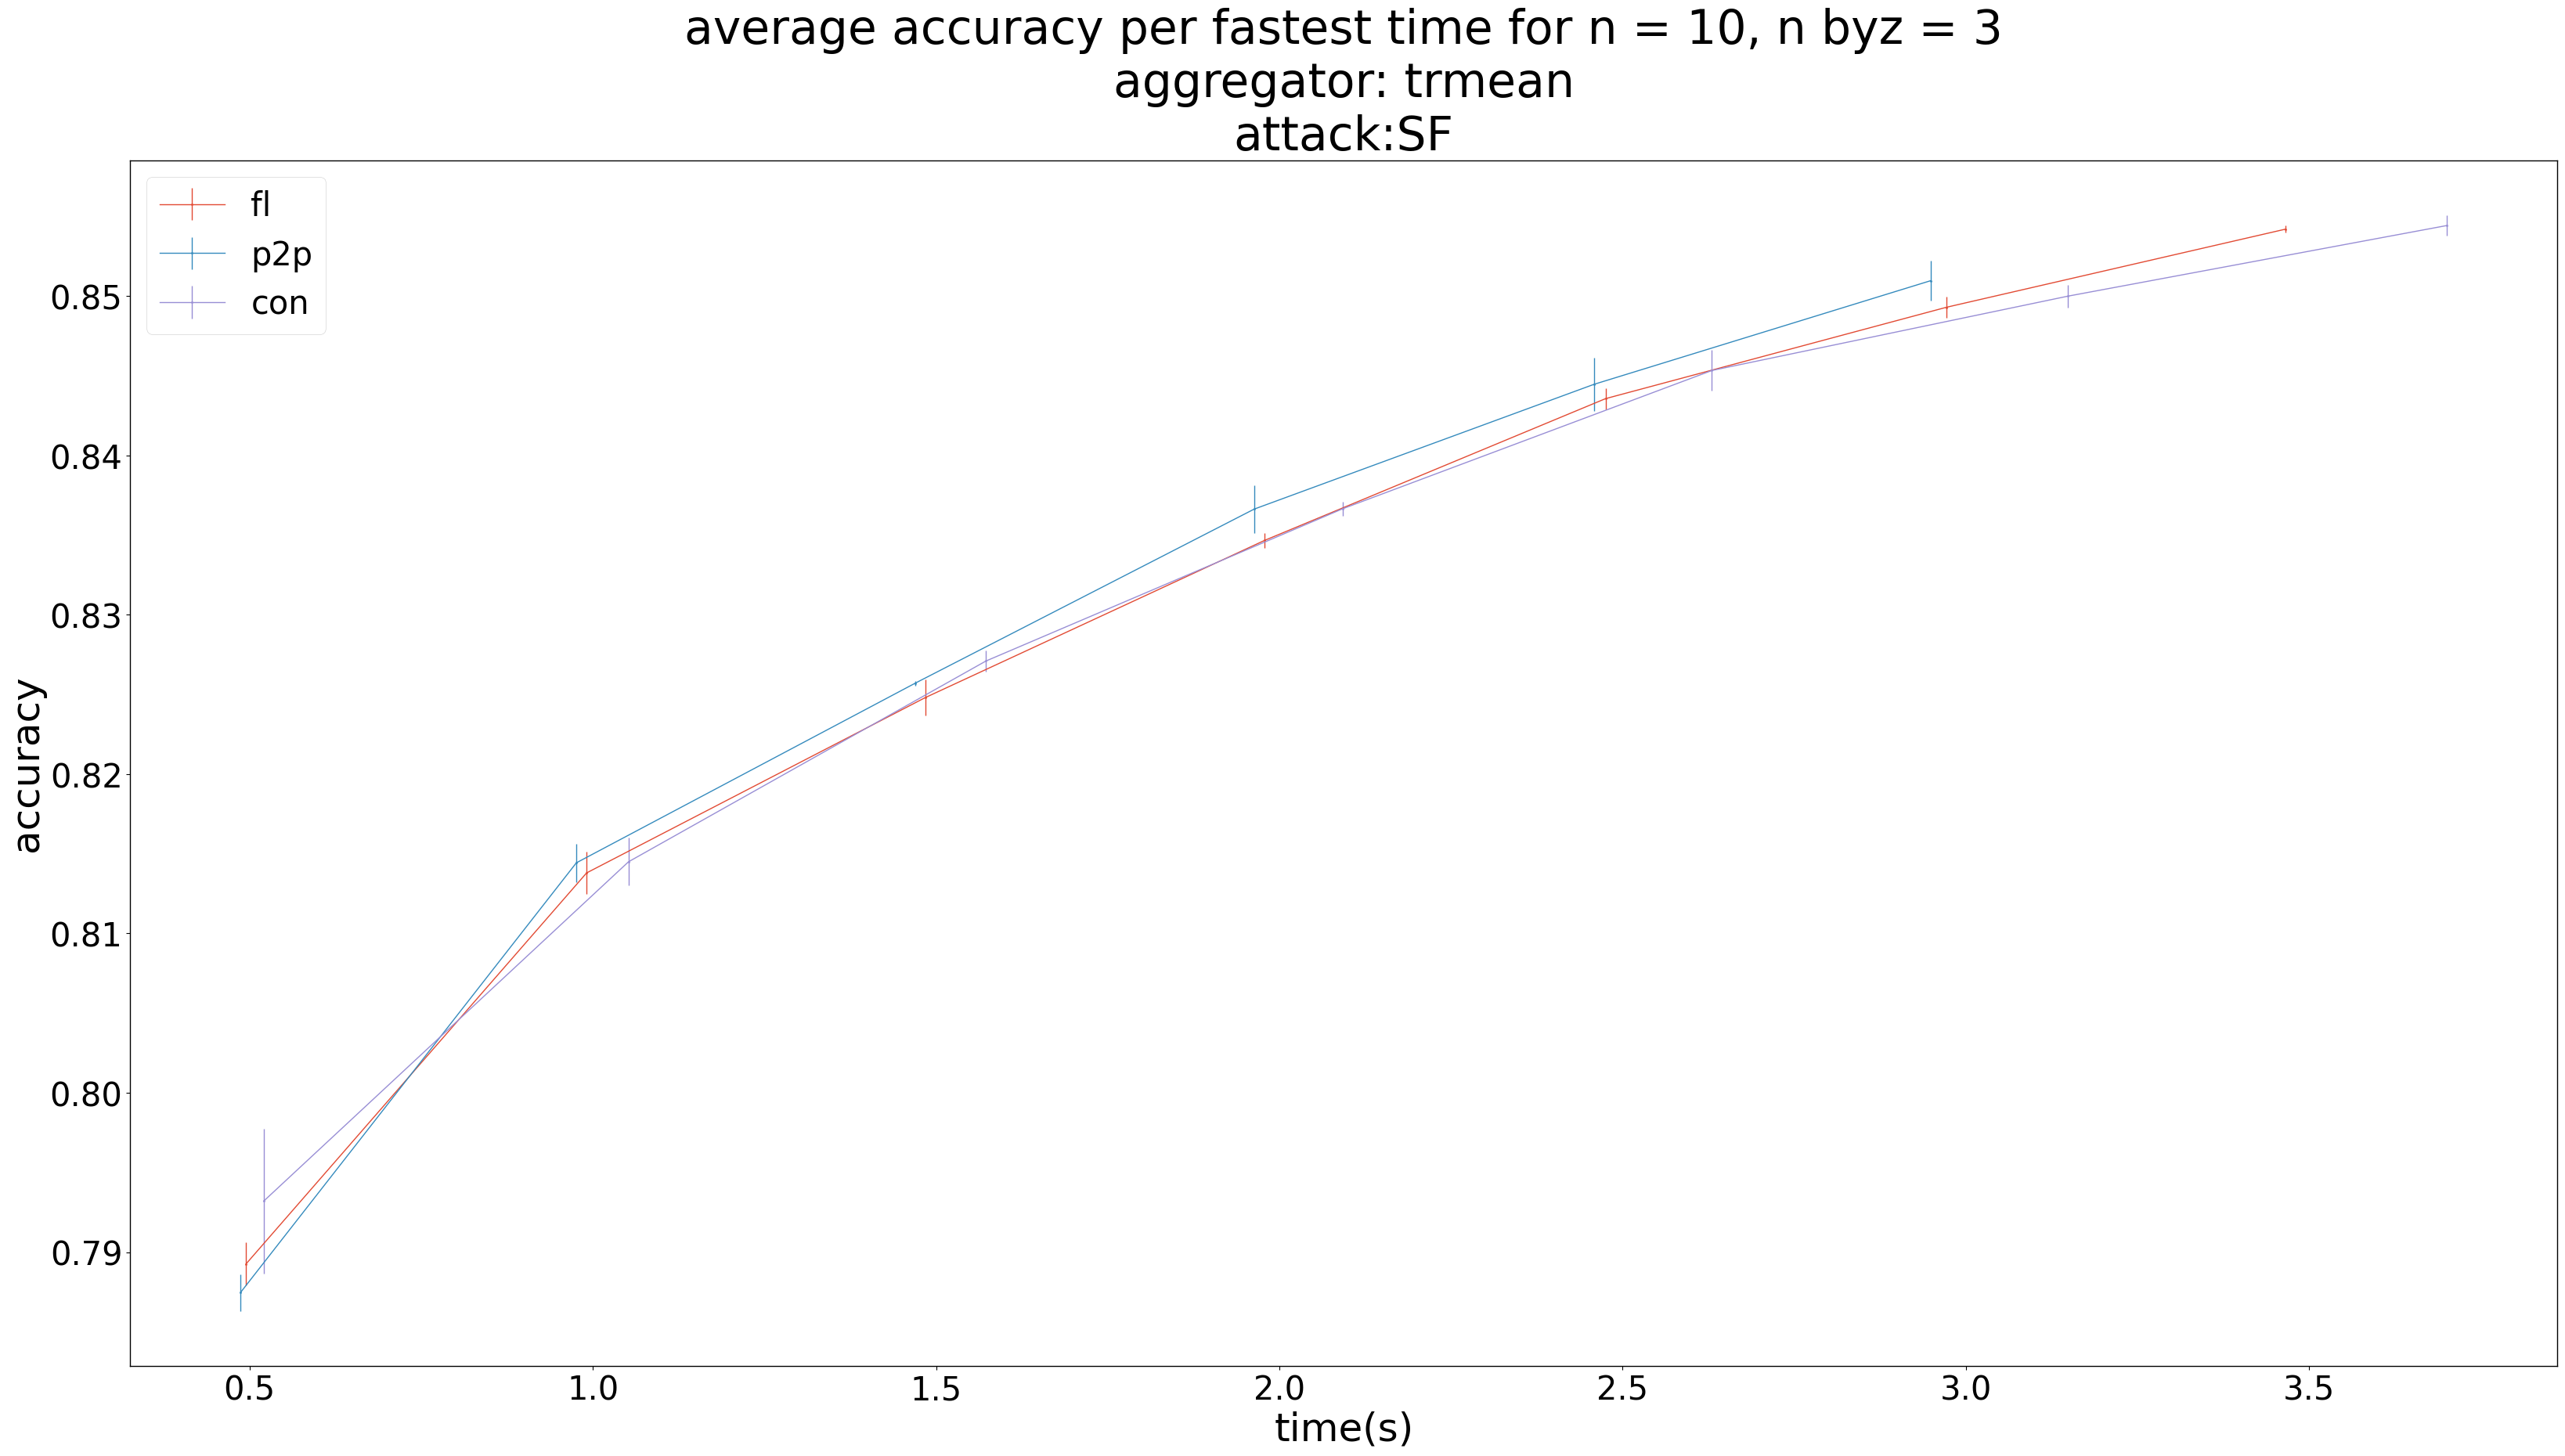 average accuracy per fastest time for n = 10, n byz = 3
aggregator: trmean
attack:SF
fl
p2p
con
0.85
0.84
0.83
0.82
0.81
0.80
0.79
accuracy
0.5 1.0 1.5 2.0 2.5 3.0 3.5
time(s)